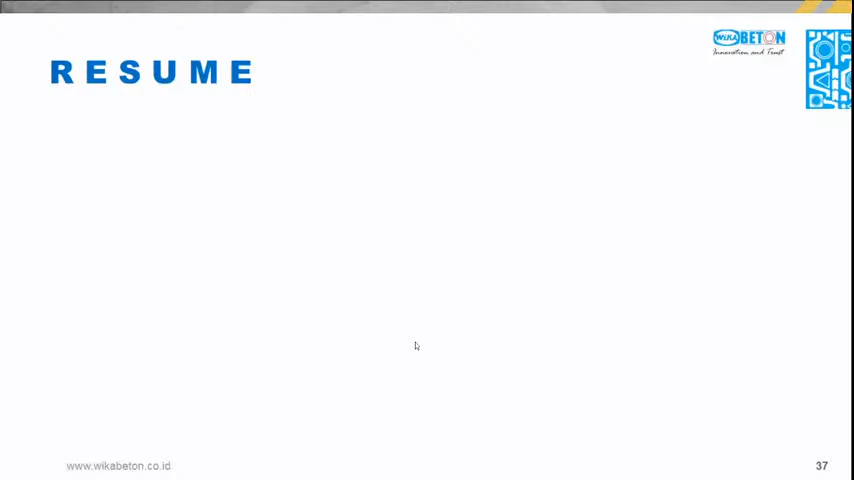 WIKA BETON
Innovation and Trust
RESUME
www.wikabeton.co.id
37